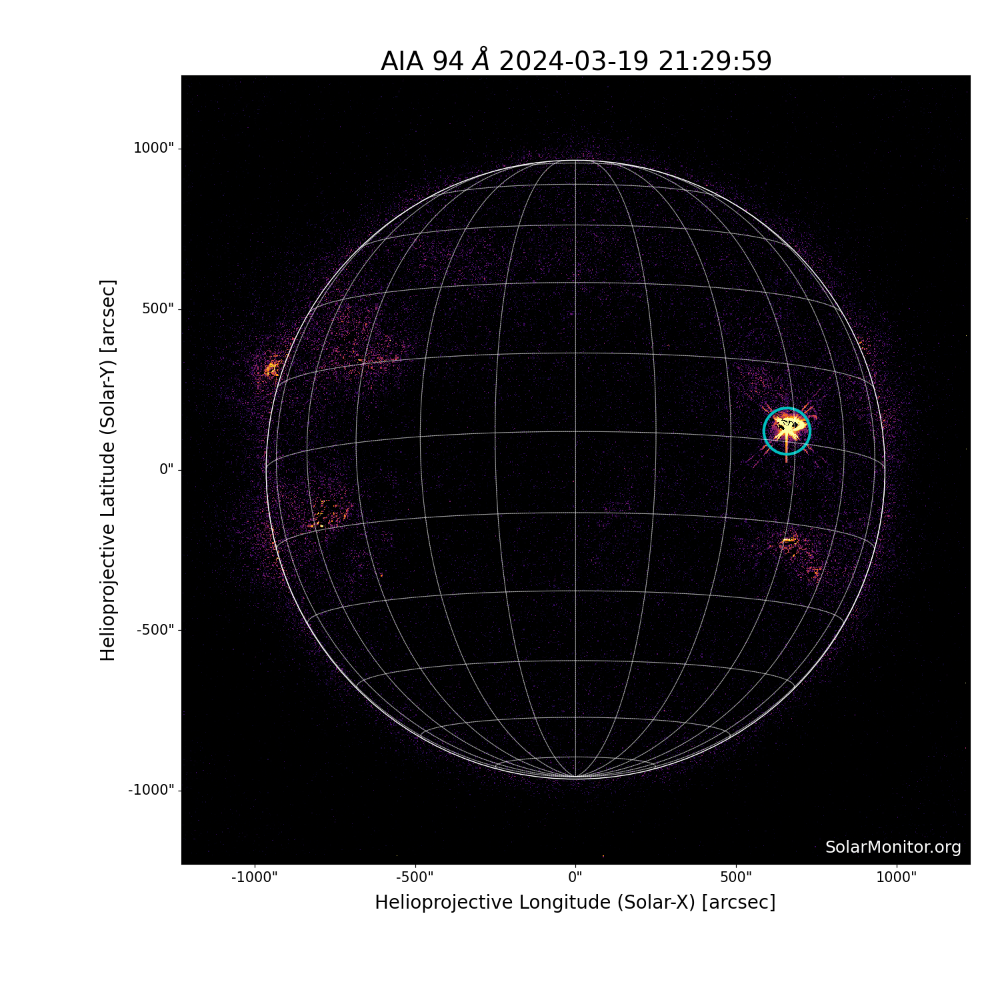 AIA 94 Å 2024-03-19 21:29:59
1000"
500"
0"
-500"
-1000"
Helioprojective Latitude (Solar-Y) [arcsec]
SolarMonitor.org
-1000" -500" 0" 500" 1000"
Helioprojective Longitude (Solar-X) [arcsec]